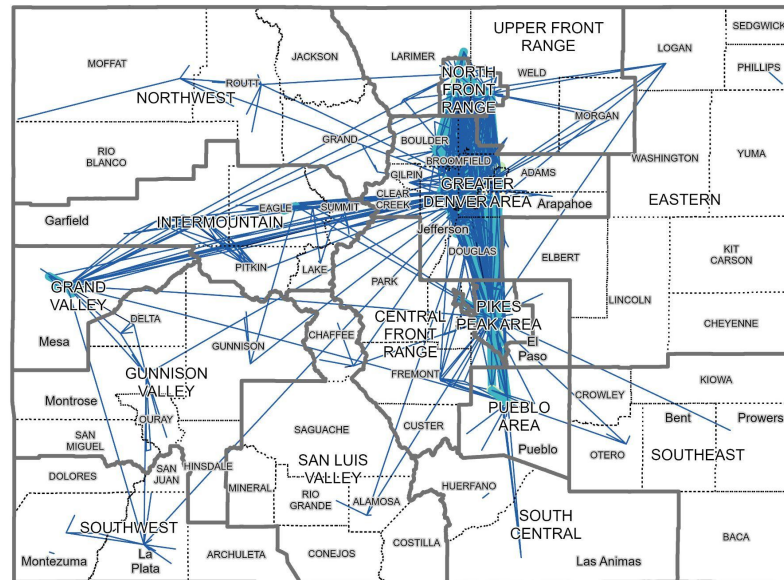 UPPER FRONT
RANGE
SEDGWICK
LOGAN
PHILLIPS
MOFFAT
JACKSON
LARIMER
ROUTT
NORTHWEST
NORTH
FRONT
RANGE
WELD
MORGAN
GRAND
BOULDER
RIO
BLANCO
BROOMFIELD
GILPIN
ADAMS
WASHINGTON
YUMA
GREATER
DENVER AREA
CLEAR
CREEK
Arapahoe
EASTERN
Garfield
EAGLE
SUMMIT
INTERMOUNTAIN
Jefferson
DOUGLAS
ELBERT
KIT
CARSON
PITKIN
LAKE
PARK
GRAND
VALLEY
LINCOLN
PIKES
PEAK AREA
CENTRAL
FRONT
RANGE
DELTA
Mesa
GUNNISON
CHAFFEE
CHEYENNE
El
Paso
GUNNISON
VALLEY
FREMONT
KIOWA
CROWLEY
Montrose
PUEBLO
AREA
OURAY
Bent
Prowers
CUSTER
SAGUACHE
SAN
MIGUEL
Pueblo
OTERO
SOUTHEAST
DOLORES
SAN
JUAN
HINSDALE
SAN LUIS
VALLEY
MINERAL
RIO
GRANDE
ALAMOSA
HUERFANO
SOUTHWEST
SOUTH
CENTRAL
COSTILLA
BACA
Montezuma
La
Plata
ARCHULETA
CONEJOS
Las Animas